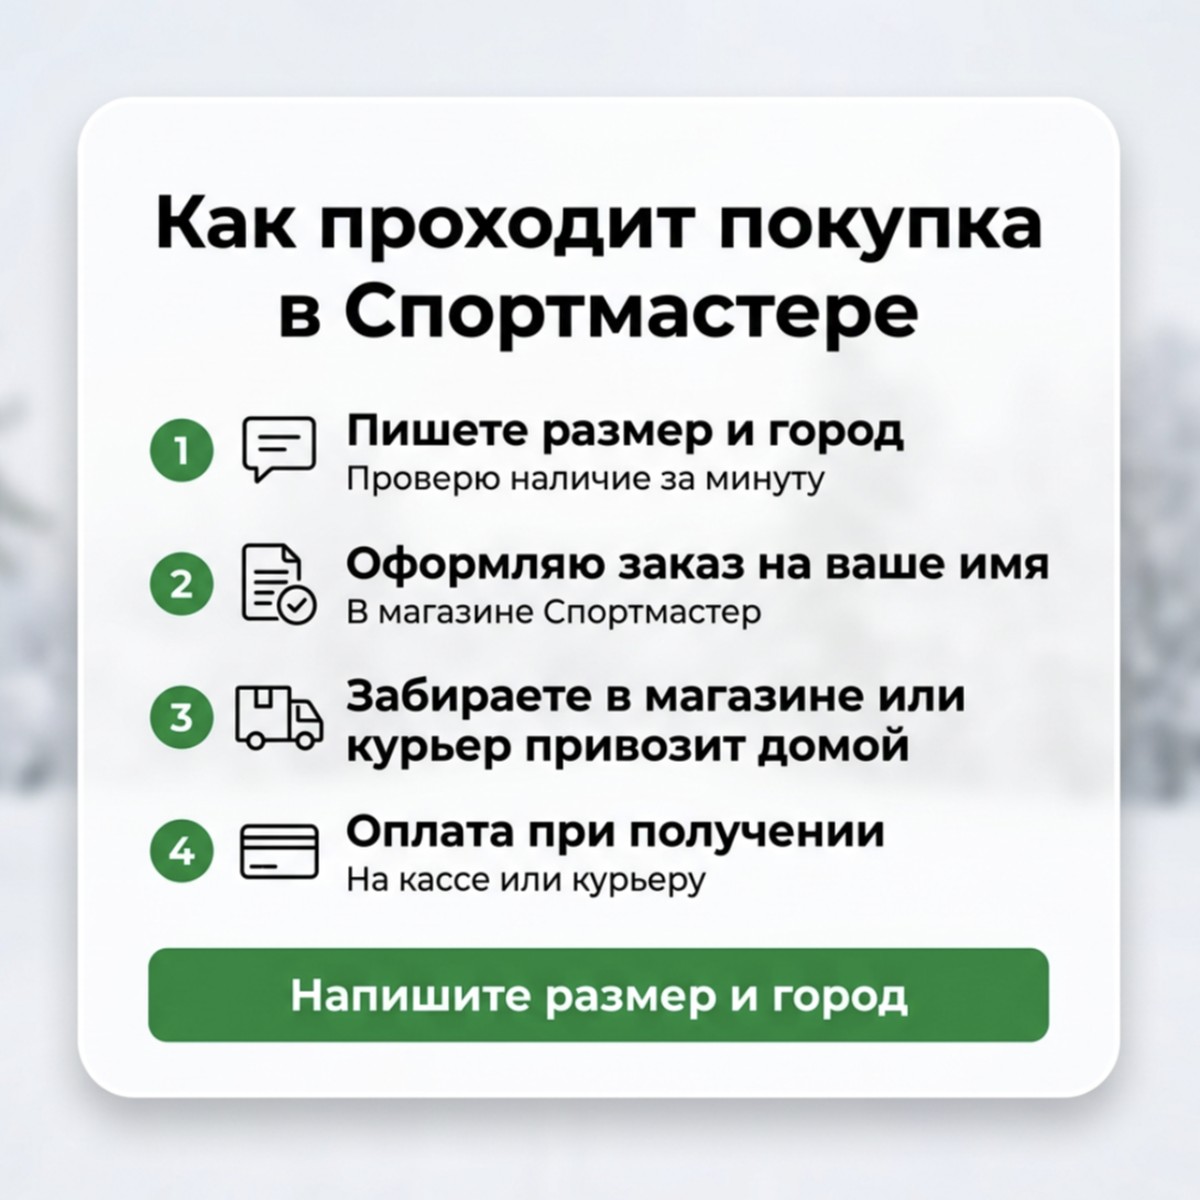 Как проходит покупка
в Спортмастере
1
Пишете размер и город
Проверю наличие за минуту
2
Оформляю заказ на ваше имя
В магазине Спортмастер
3
Забираете в магазине или
курьер привозит домой
4
Оплата при получении
На кассе или курьеру
Напишите размер и город